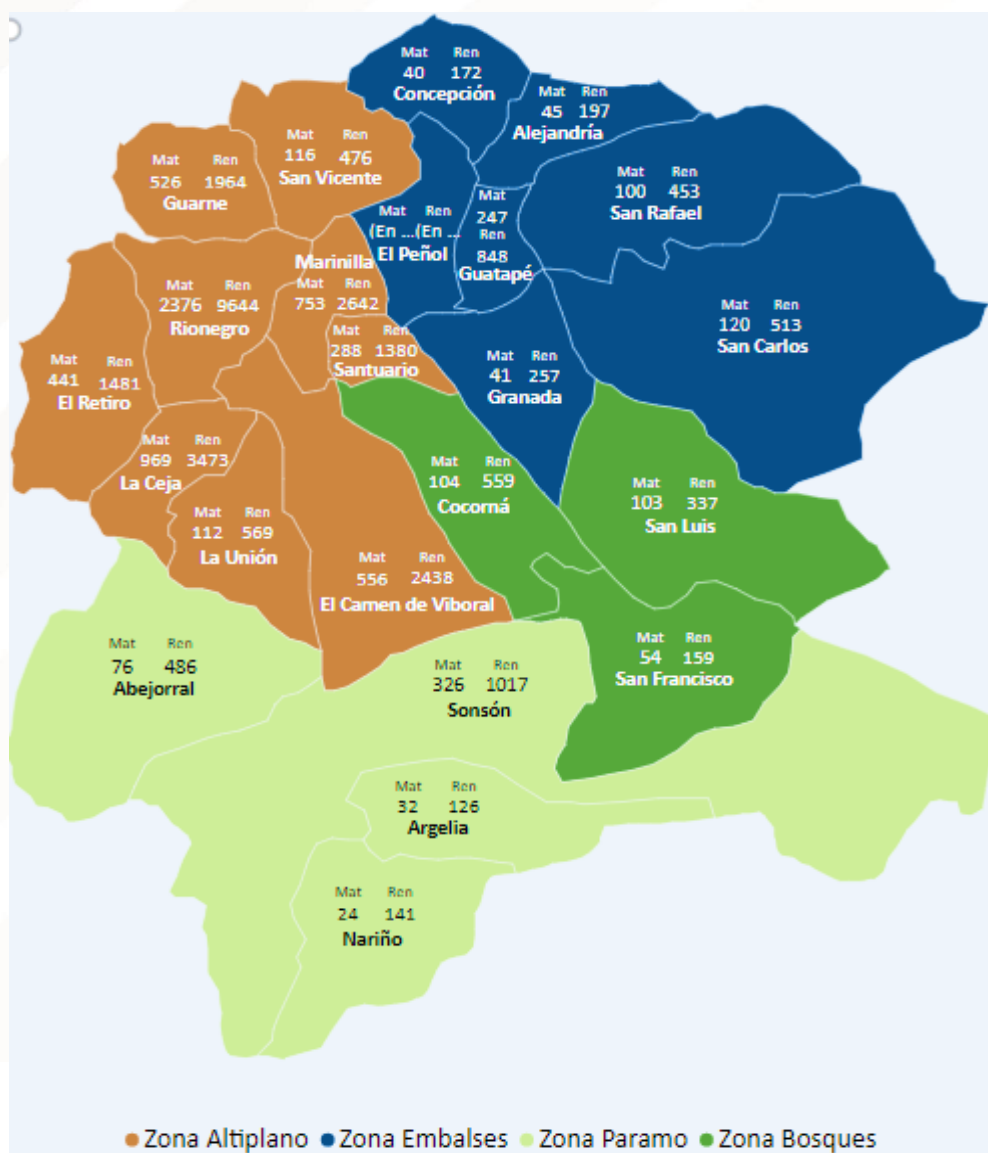 Mat Ren
40 172
Concepción
Mat Ren
45 197
Alejandría
Mat Ren
116 476
San Vicente
Mat Ren
526 1964
Guarne
Mat Ren
100 453
San Rafael
Mat Ren
(En ...(En ...
El Peñol
Mat
247
Ren
848
Guatapé
Marinilla
Mat Ren
753 2642
Mat Ren
2376 9644
Rionegro
Mat Ren
120 513
San Carlos
Mat Ren
288 1380
Santuario
Mat Ren
441 1481
El Retiro
Mat Ren
41 257
Granada
Mat Ren
969 3473
La Ceja
Mat Ren
104 559
Cocorná
Mat Ren
103 337
San Luis
Mat Ren
112 569
La Unión
Mat Ren
556 2438
El Camen de Viboral
Mat Ren
54 159
San Francisco
Mat Ren
76 486
Abejorral
Mat Ren
326 1017
Sonsón
Mat Ren
32 126
Argelia
Mat Ren
24 141
Nariño
Zona Altiplano Zona Embalses Zona Paramo Zona Bosques